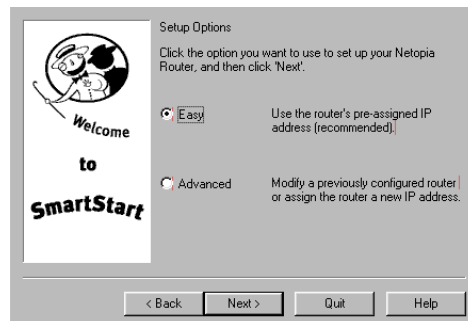 Welcome
to
SmartStart
Setup Options
Click the option you want to use to set up your Netopia
Router, and then click 'Next'.
Easy
Use the router's pre-assigned IP
address (recommended).
Advanced
Modify a previously configured router
or assign the router a new IP address.
< Back
Next >
Quit
Help